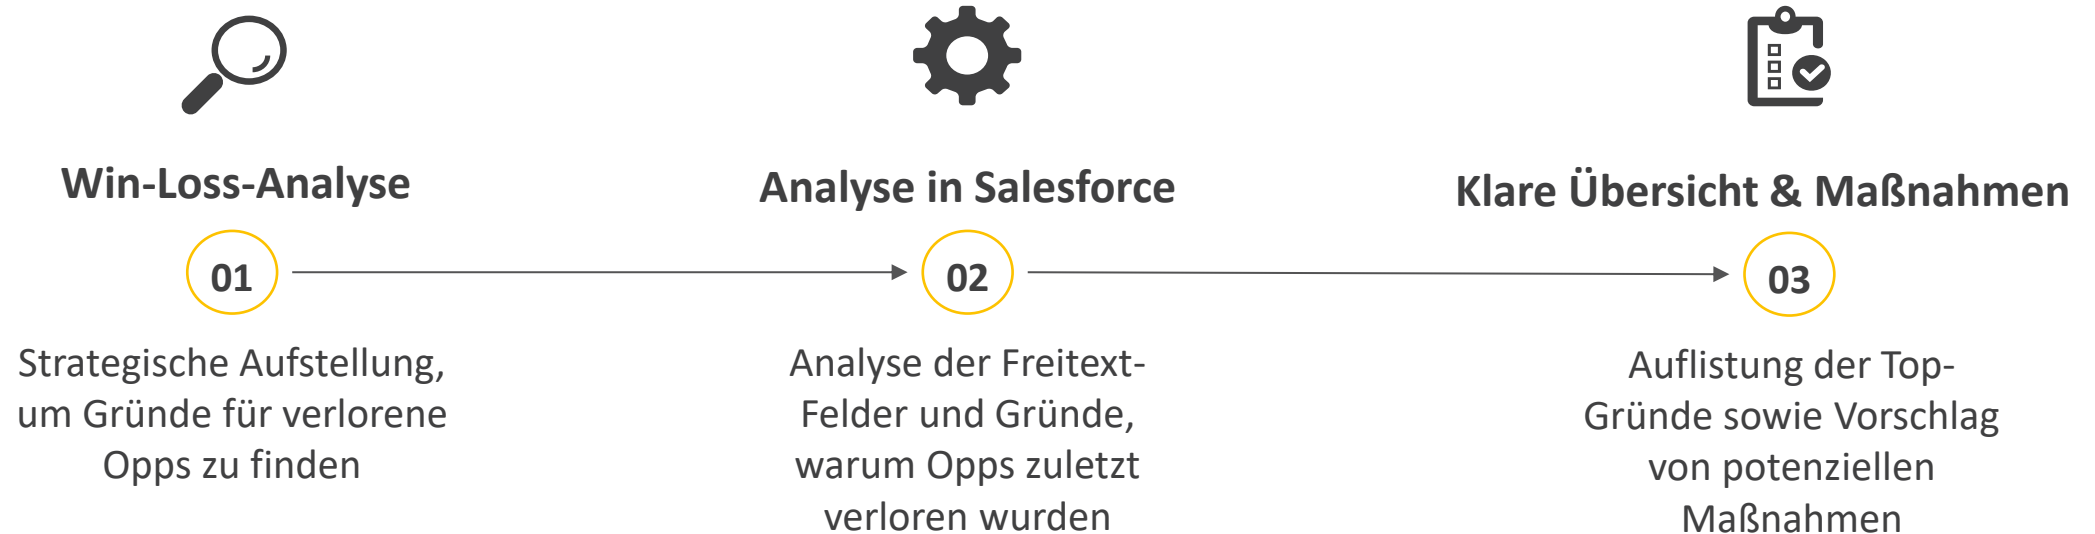 Win-Loss-Analyse
01
Strategische Aufstellung,
um Gründe für verlorene
Opps zu finden
Analyse in Salesforce
02
Analyse der Freitext-
Felder und Gründe,
warum Opps zuletzt
verloren wurden
Klare Übersicht & Maßnahmen
03
Auflistung der Top-
Gründe sowie Vorschlag
von potenziellen
Maßnahmen